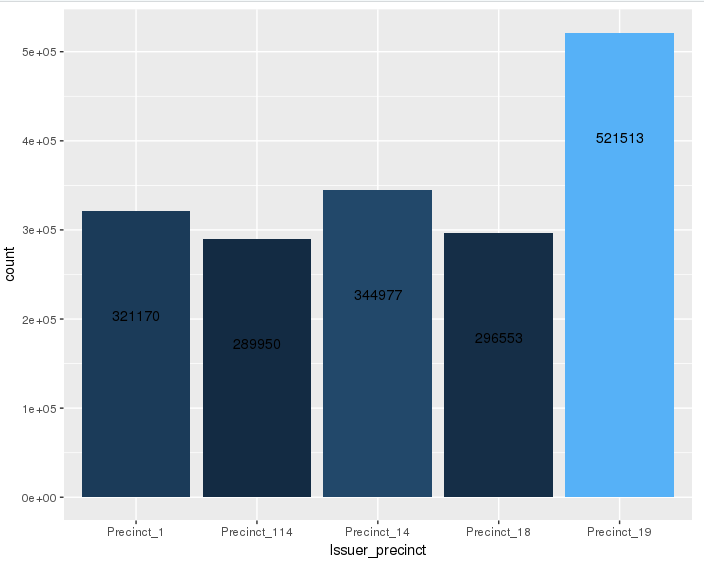 5e+05
521513
4e+05
3e+05
344977
321170
296553
2e+05
289950
1e+05
0e+00
Precinct_1 Precinct_114 Precinct_14 Precinct_18 Precinct_19
Issuer_precinct
count